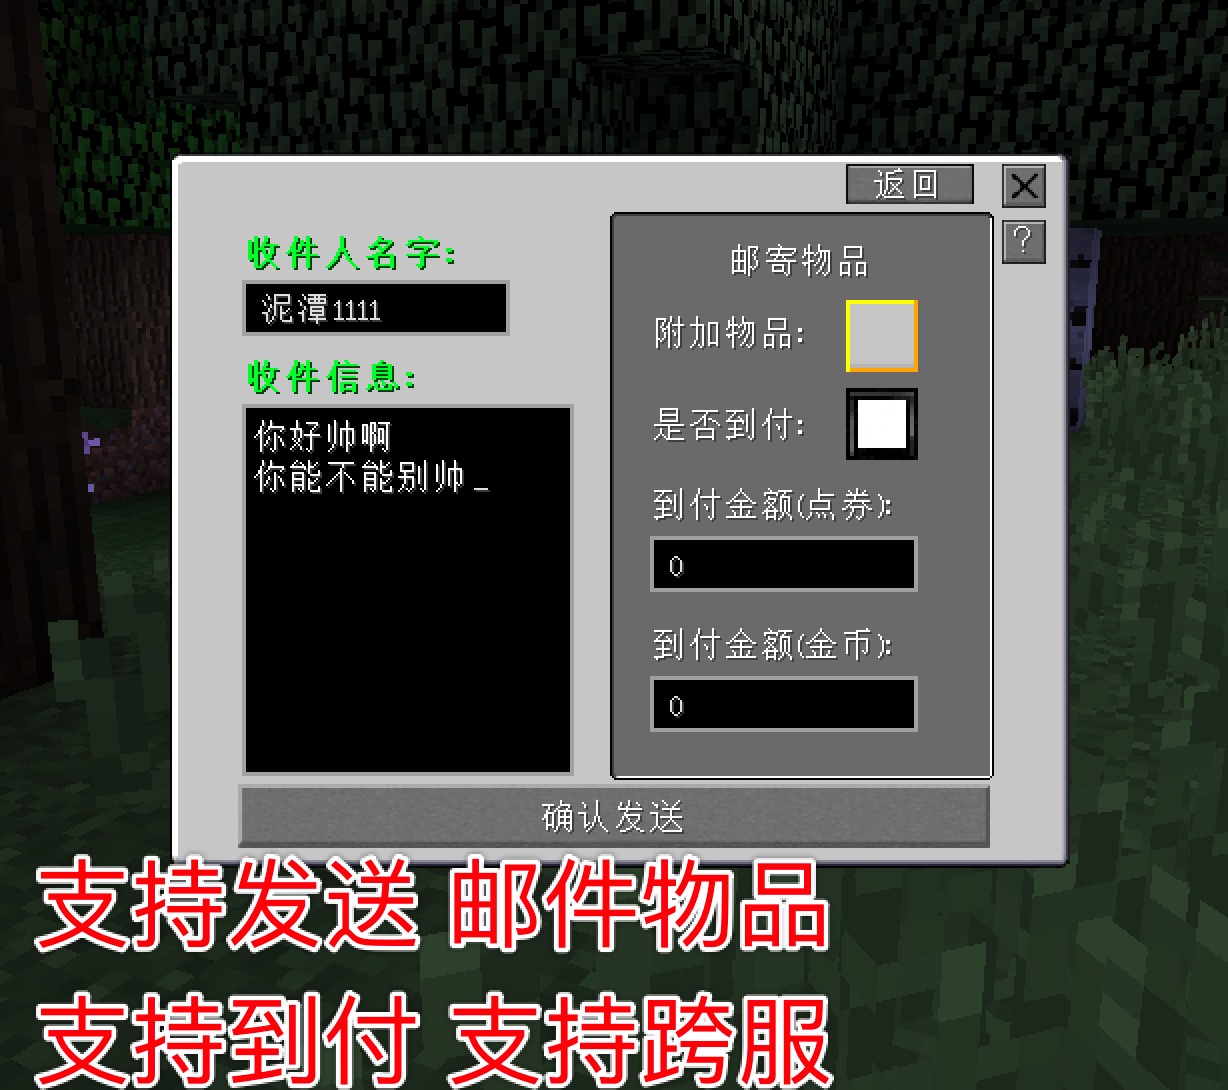 返回
X
?
收件人名字:
泥潭1111
收件信息:
你好帅啊
你能不能别帅_
邮寄物品
附加物品:
是否到付:
到付金额(点券):
0
到付金额(金币):
0
确认发送
支持发送 邮件物品
支持到付 支持跨服